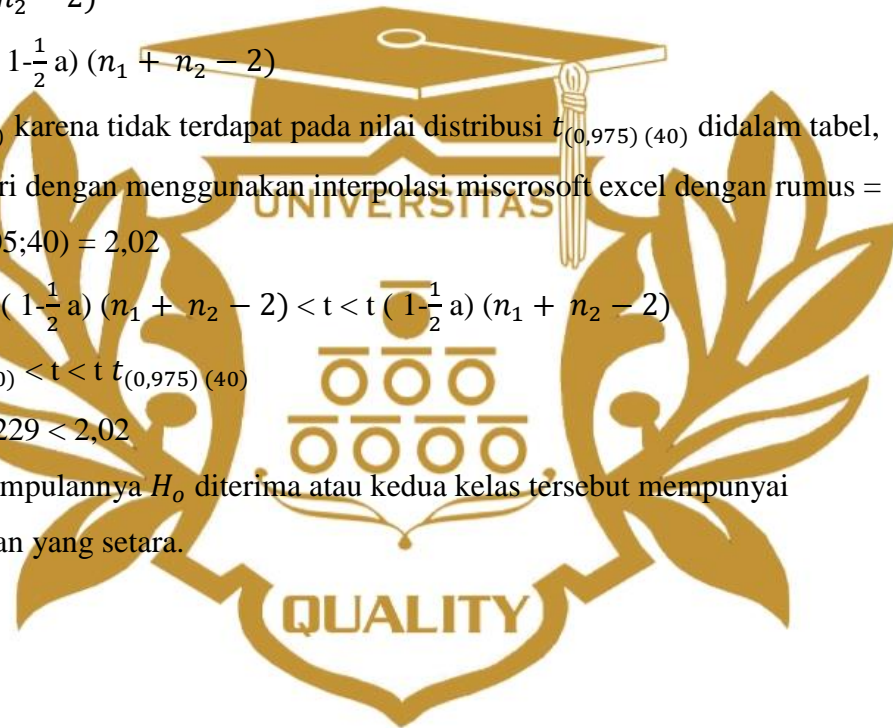 n₂ − 2)
1-½ a) (n₁ + n₂ − 2)
) karena tidak terdapat pada nilai distribusi t₍₀,₉₇₅₎ ₍₄₀₎ didalam tabel,
ri dengan menggunakan interpolasi miscrosoft excel dengan rumus =
5;40) = 2,02
( 1-½ a) (n₁ + n₂ − 2) < t < t ( 1-½ a) (n₁ + n₂ − 2)
0) < t < t t₍₀,₉₇₅₎ ₍₄₀₎
229 < 2,02
mpulannya Hₒ diterima atau kedua kelas tersebut mempunyai
an yang setara.
UNIVERSITAS
QUALITY